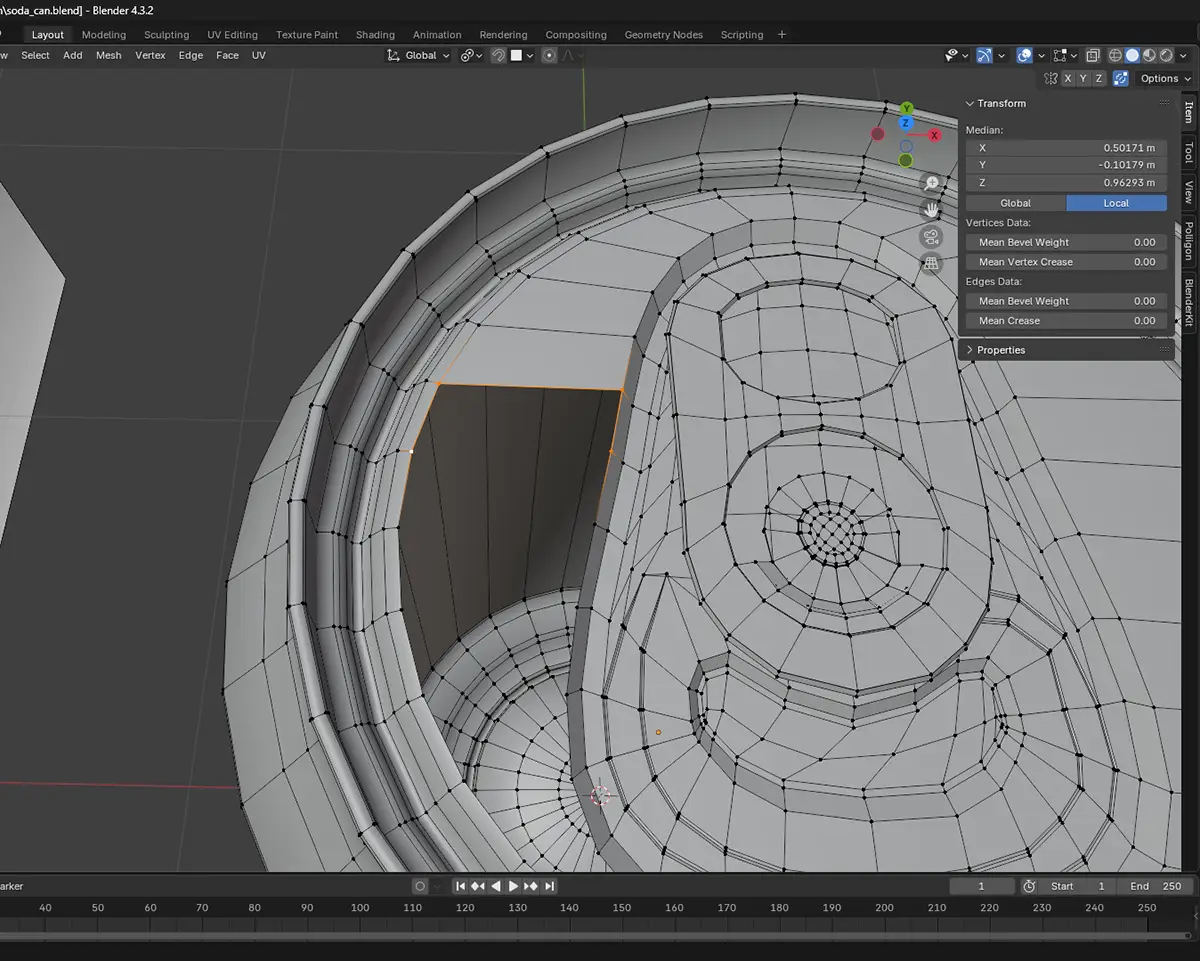 \soda_can.blend] - Blender 4.3.2
Layout Modeling Sculpting UV Editing Texture Paint Shading Animation Rendering Compositing Geometry Nodes Scripting +
w Select Add Mesh Vertex Edge Face UV Global
X Y Z Options
Transform
Median:
X 0.50171 m
Y -0.10179 m
Z 0.96293 m
Global Local
Vertices Data:
Mean Bevel Weight 0.00
Mean Vertex Crease 0.00
Edges Data:
Mean Bevel Weight 0.00
Mean Crease 0.00
Properties
Item
Tool
View
Poliigon
BlenderKit
Y
Z
X
arker 1 Start 1 End 250
40 50 60 70 80 90 100 110 120 130 140 150 160 170 180 190 200 210 220 230 240 250